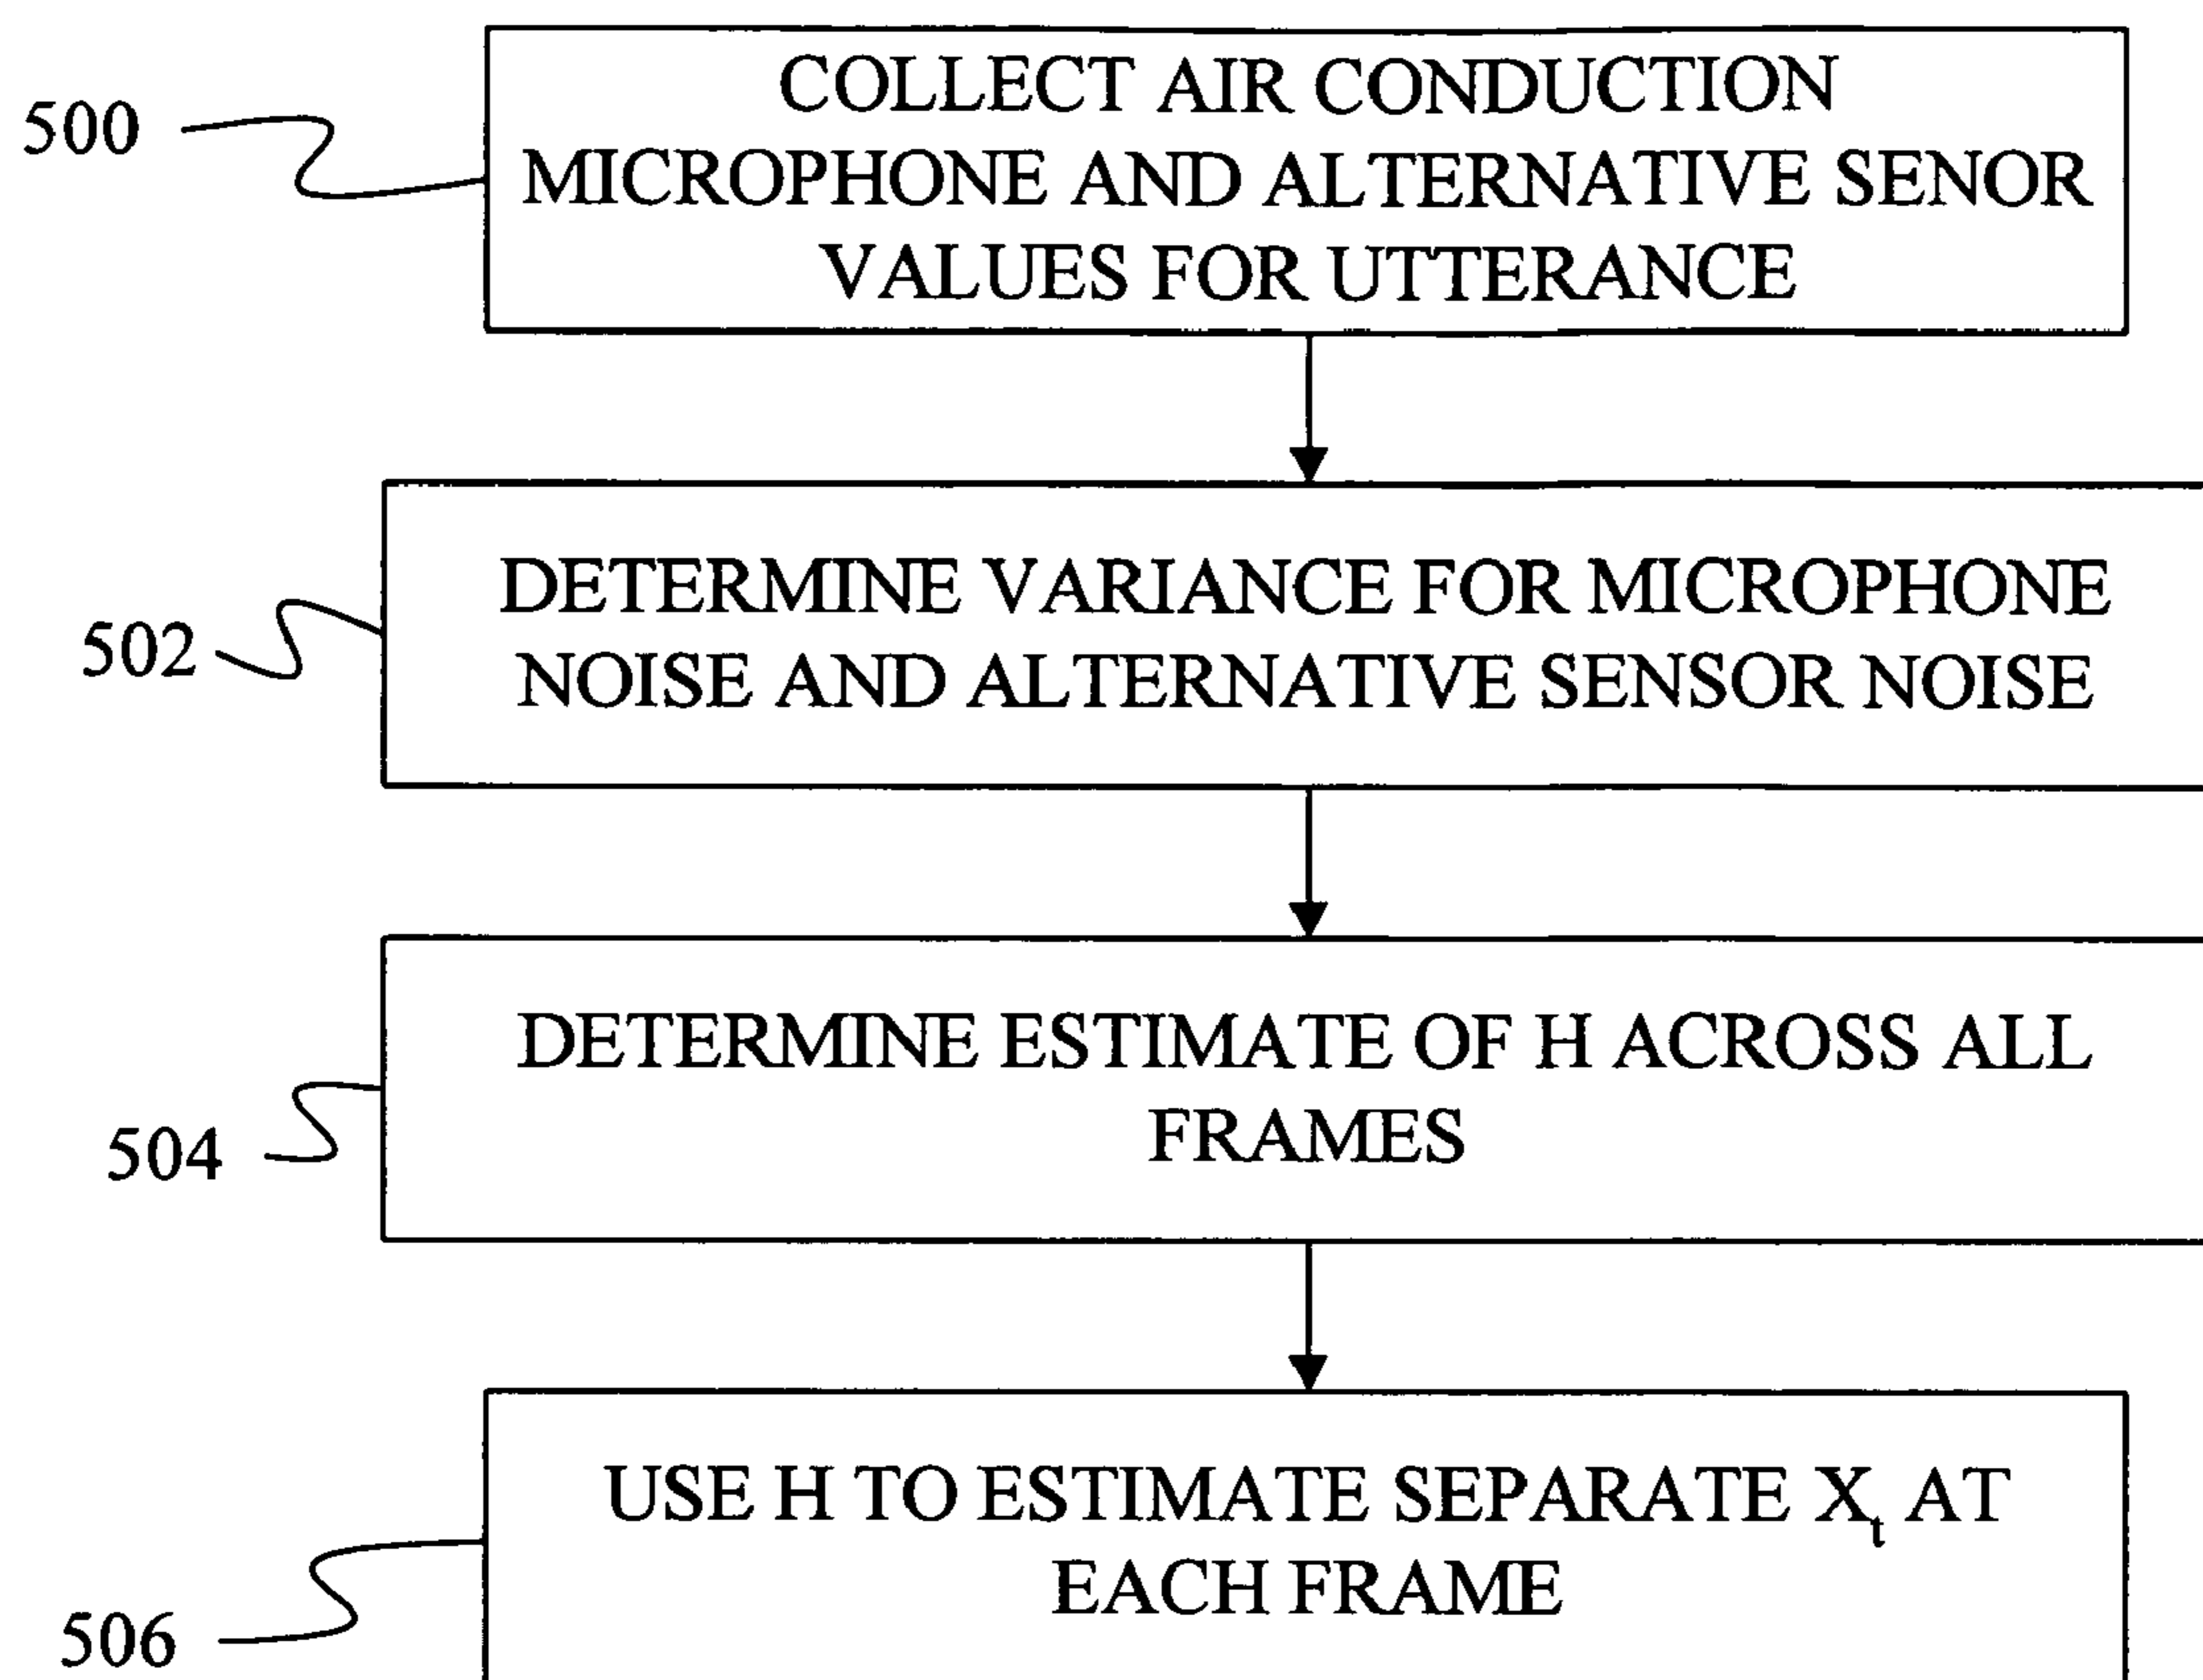 500
COLLECT AIR CONDUCTION
MICROPHONE AND ALTERNATIVE SENOR
VALUES FOR UTTERANCE
502
DETERMINE VARIANCE FOR MICROPHONE
NOISE AND ALTERNATIVE SENSOR NOISE
504
DETERMINE ESTIMATE OF H ACROSS ALL
FRAMES
506
USE H TO ESTIMATE SEPARATE Xₜ AT
EACH FRAME